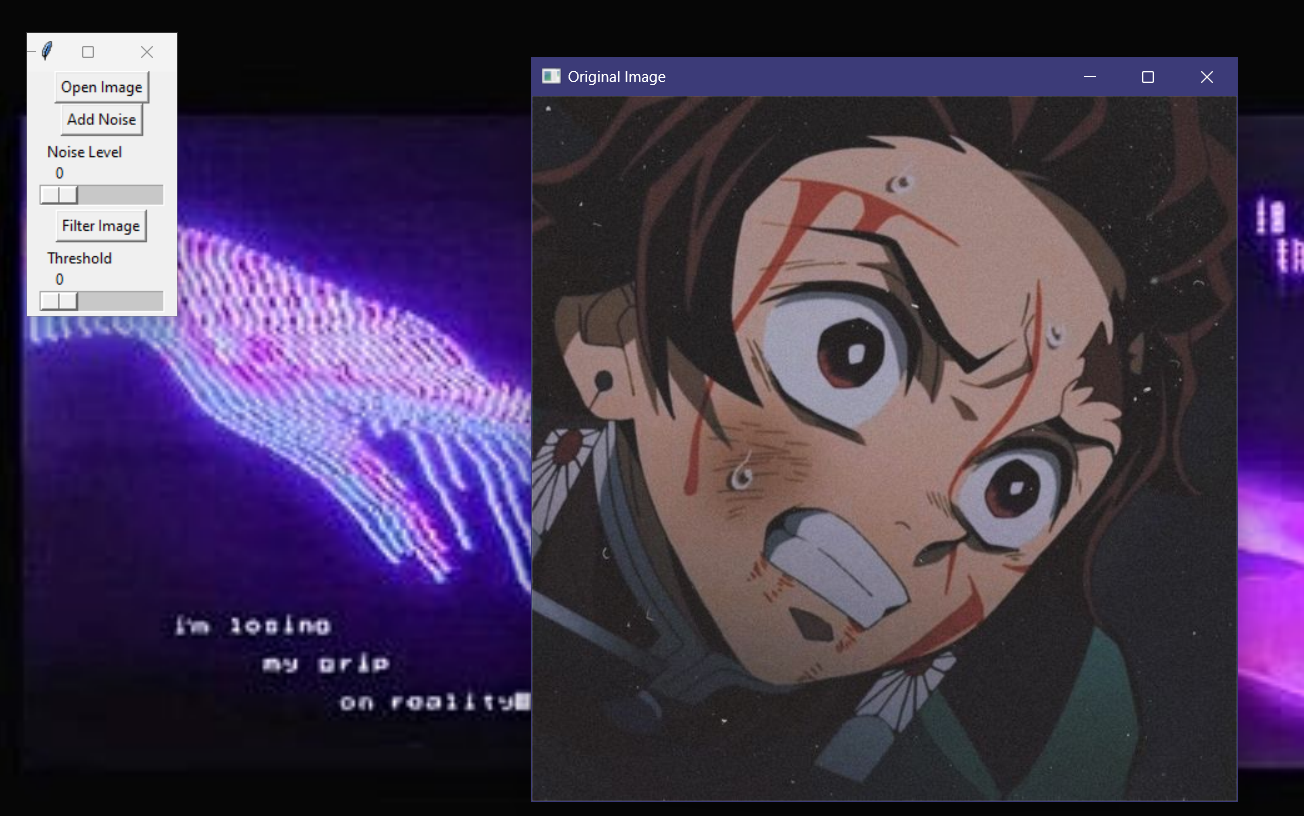 Open Image
Add Noise
Noise Level
0
Filter Image
Threshold
0
Original Image
i'm losing
my grip
on reality